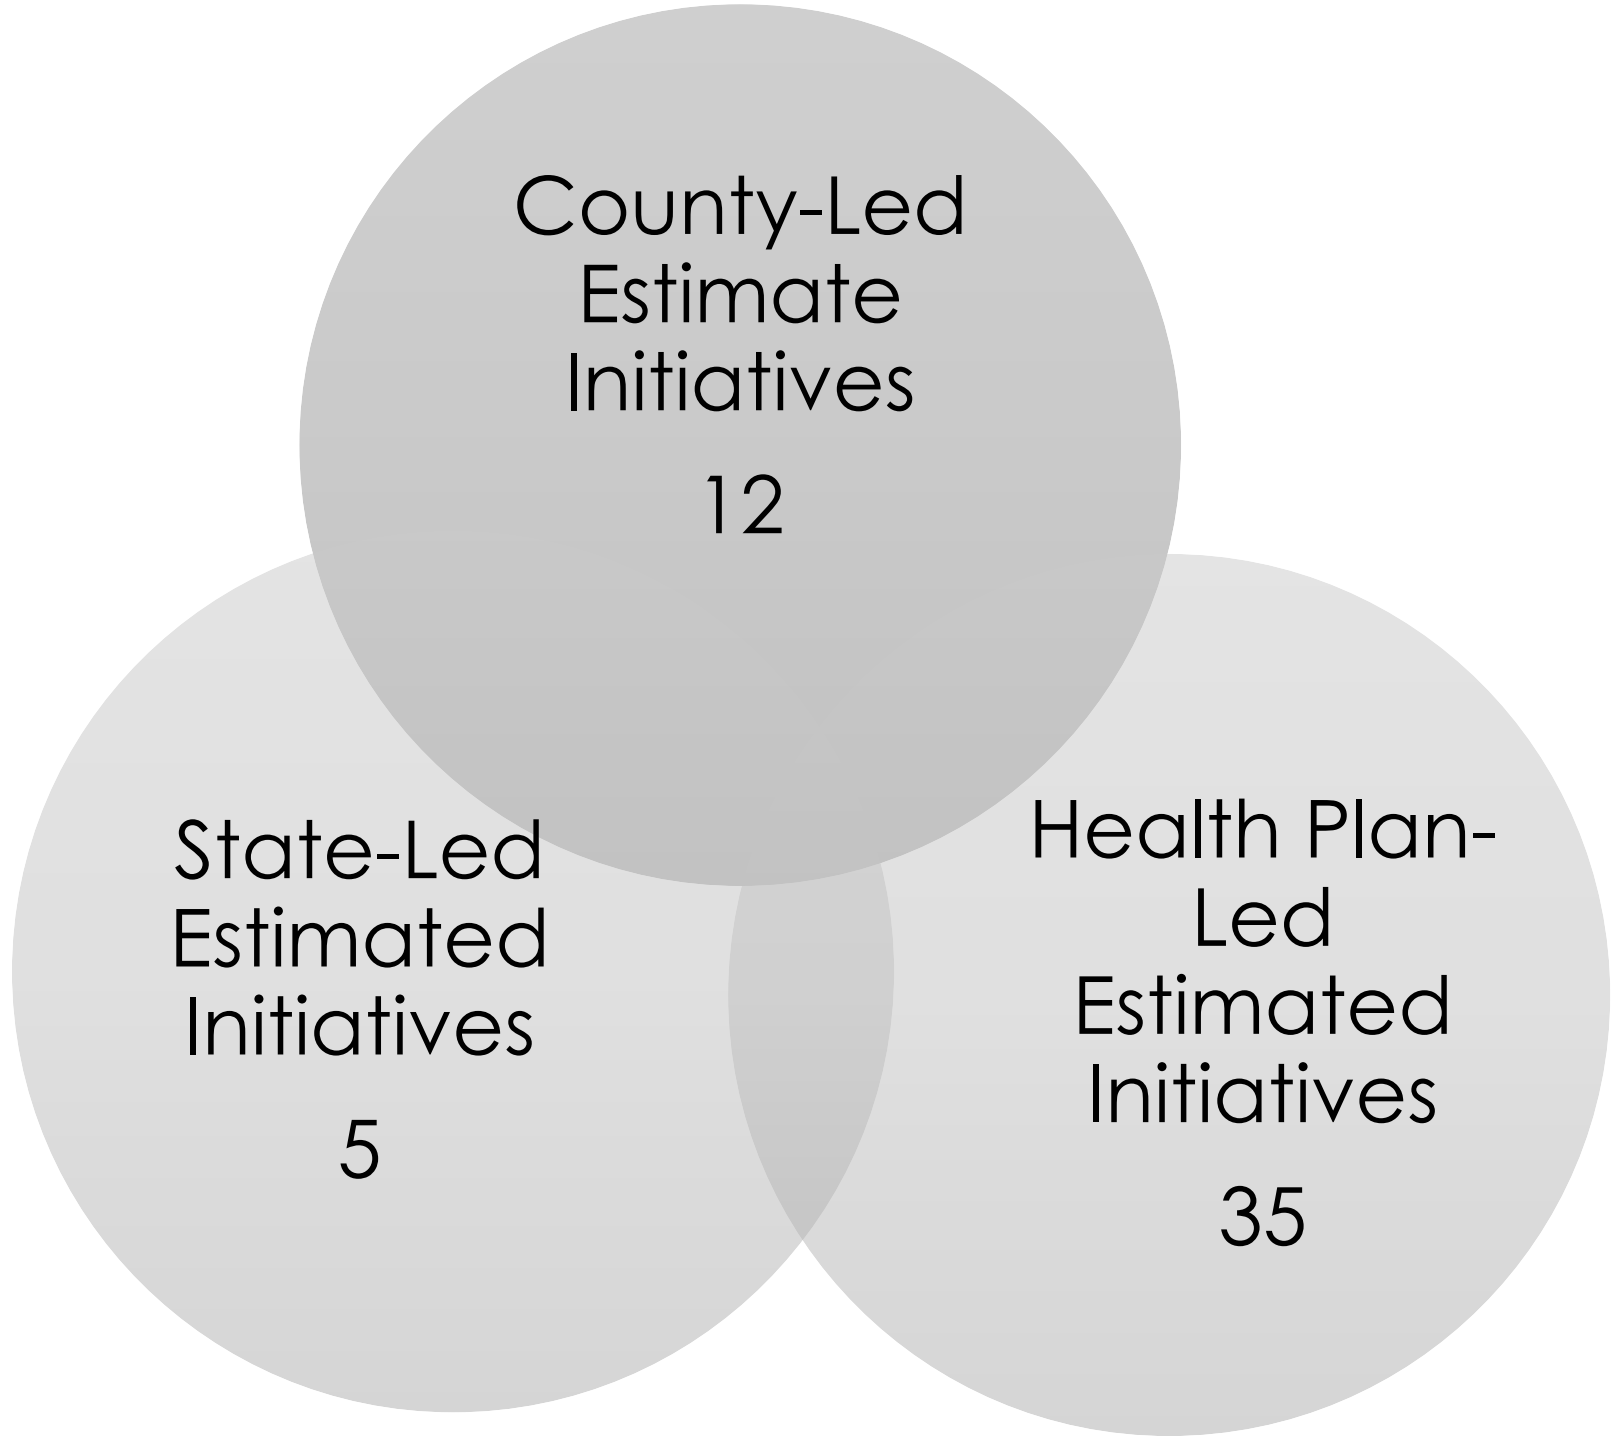 County-Led
Estimate
Initiatives
12
State-Led
Estimated
Initiatives
5
Health Plan-
Led
Estimated
Initiatives
35